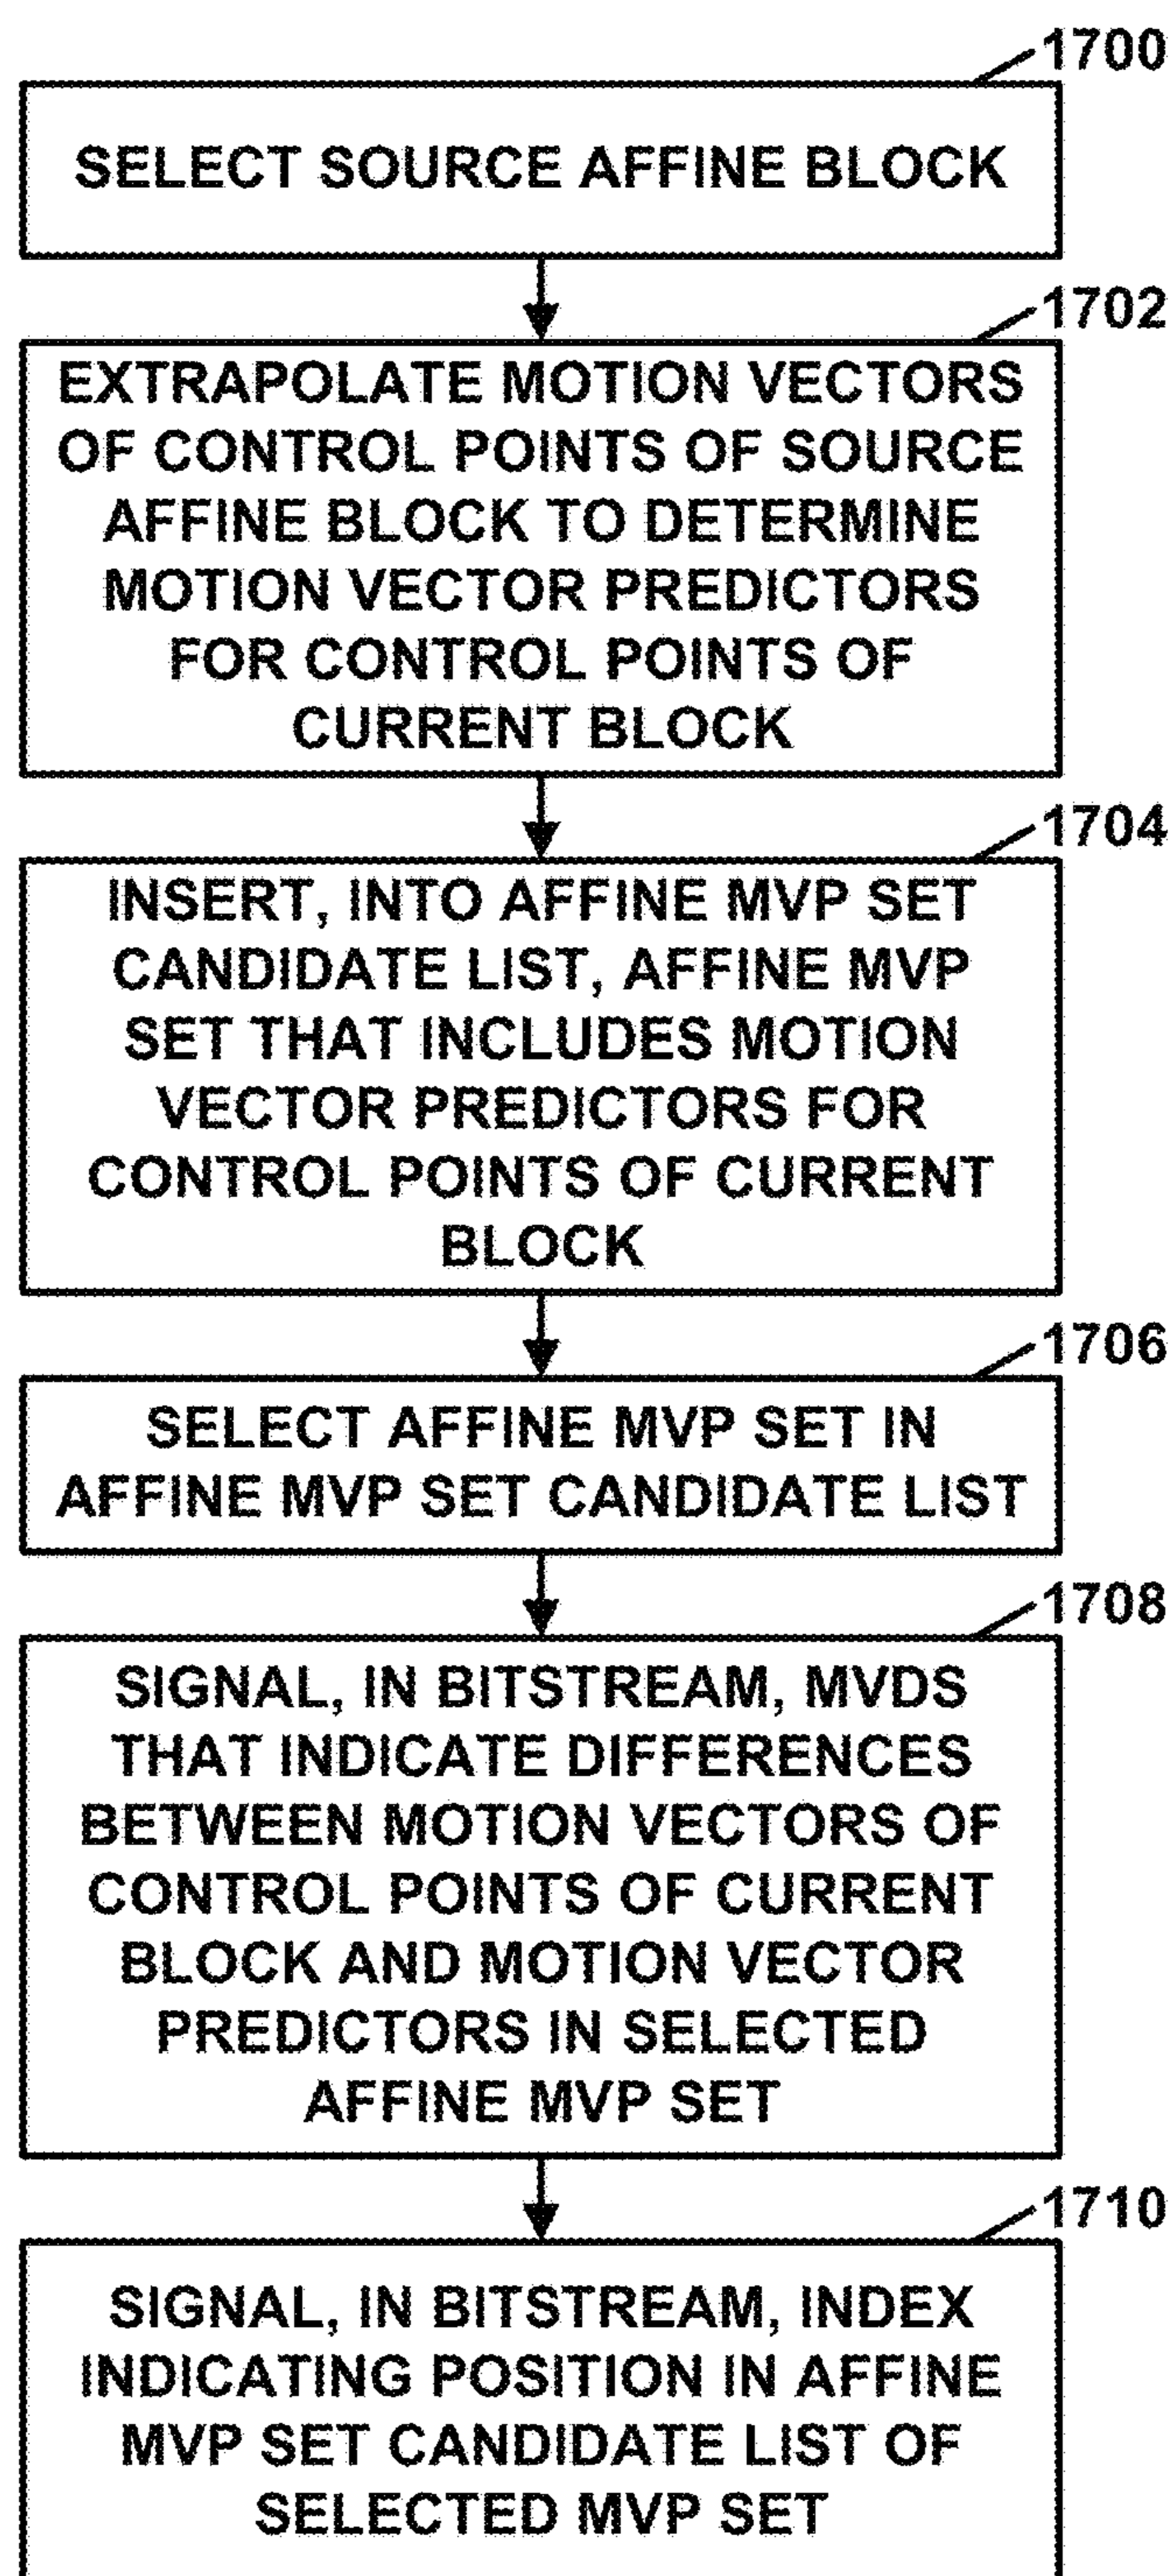 1700
SELECT SOURCE AFFINE BLOCK
1702
EXTRAPOLATE MOTION VECTORS
OF CONTROL POINTS OF SOURCE
AFFINE BLOCK TO DETERMINE
MOTION VECTOR PREDICTORS
FOR CONTROL POINTS OF
CURRENT BLOCK
1704
INSERT, INTO AFFINE MVP SET
CANDIDATE LIST, AFFINE MVP
SET THAT INCLUDES MOTION
VECTOR PREDICTORS FOR
CONTROL POINTS OF CURRENT
BLOCK
1706
SELECT AFFINE MVP SET IN
AFFINE MVP SET CANDIDATE LIST
1708
SIGNAL, IN BITSTREAM, MVDS
THAT INDICATE DIFFERENCES
BETWEEN MOTION VECTORS OF
CONTROL POINTS OF CURRENT
BLOCK AND MOTION VECTOR
PREDICTORS IN SELECTED
AFFINE MVP SET
1710
SIGNAL, IN BITSTREAM, INDEX
INDICATING POSITION IN AFFINE
MVP SET CANDIDATE LIST OF
SELECTED MVP SET